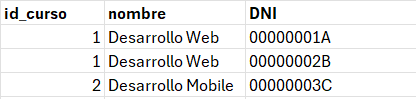 id_curso nombre DNI
1 Desarrollo Web 00000001A
1 Desarrollo Web 00000002B
2 Desarrollo Mobile 00000003C